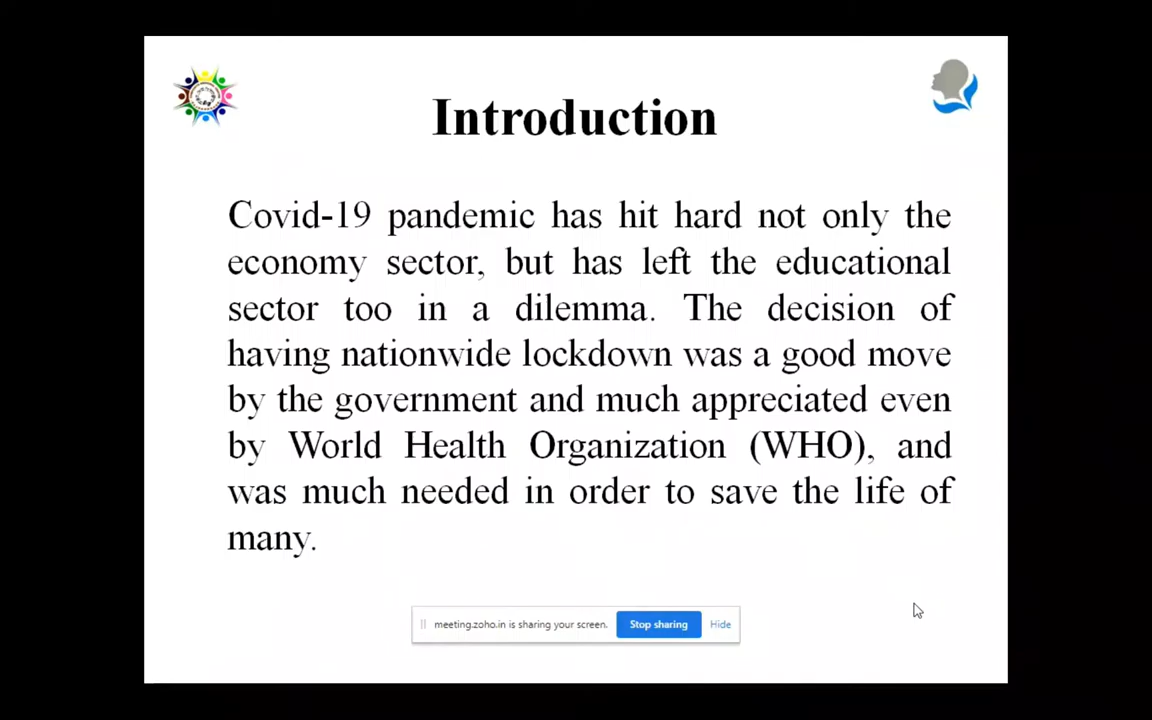 Introduction
Covid-19 pandemic has hit hard not only the
economy sector, but has left the educational
sector too in a dilemma. The decision of
having nationwide lockdown was a good move
by the government and much appreciated even
by World Health Organization (WHO), and
was much needed in order to save the life of
many.
meeting.zoho.in is sharing your screen. Stop sharing Hide